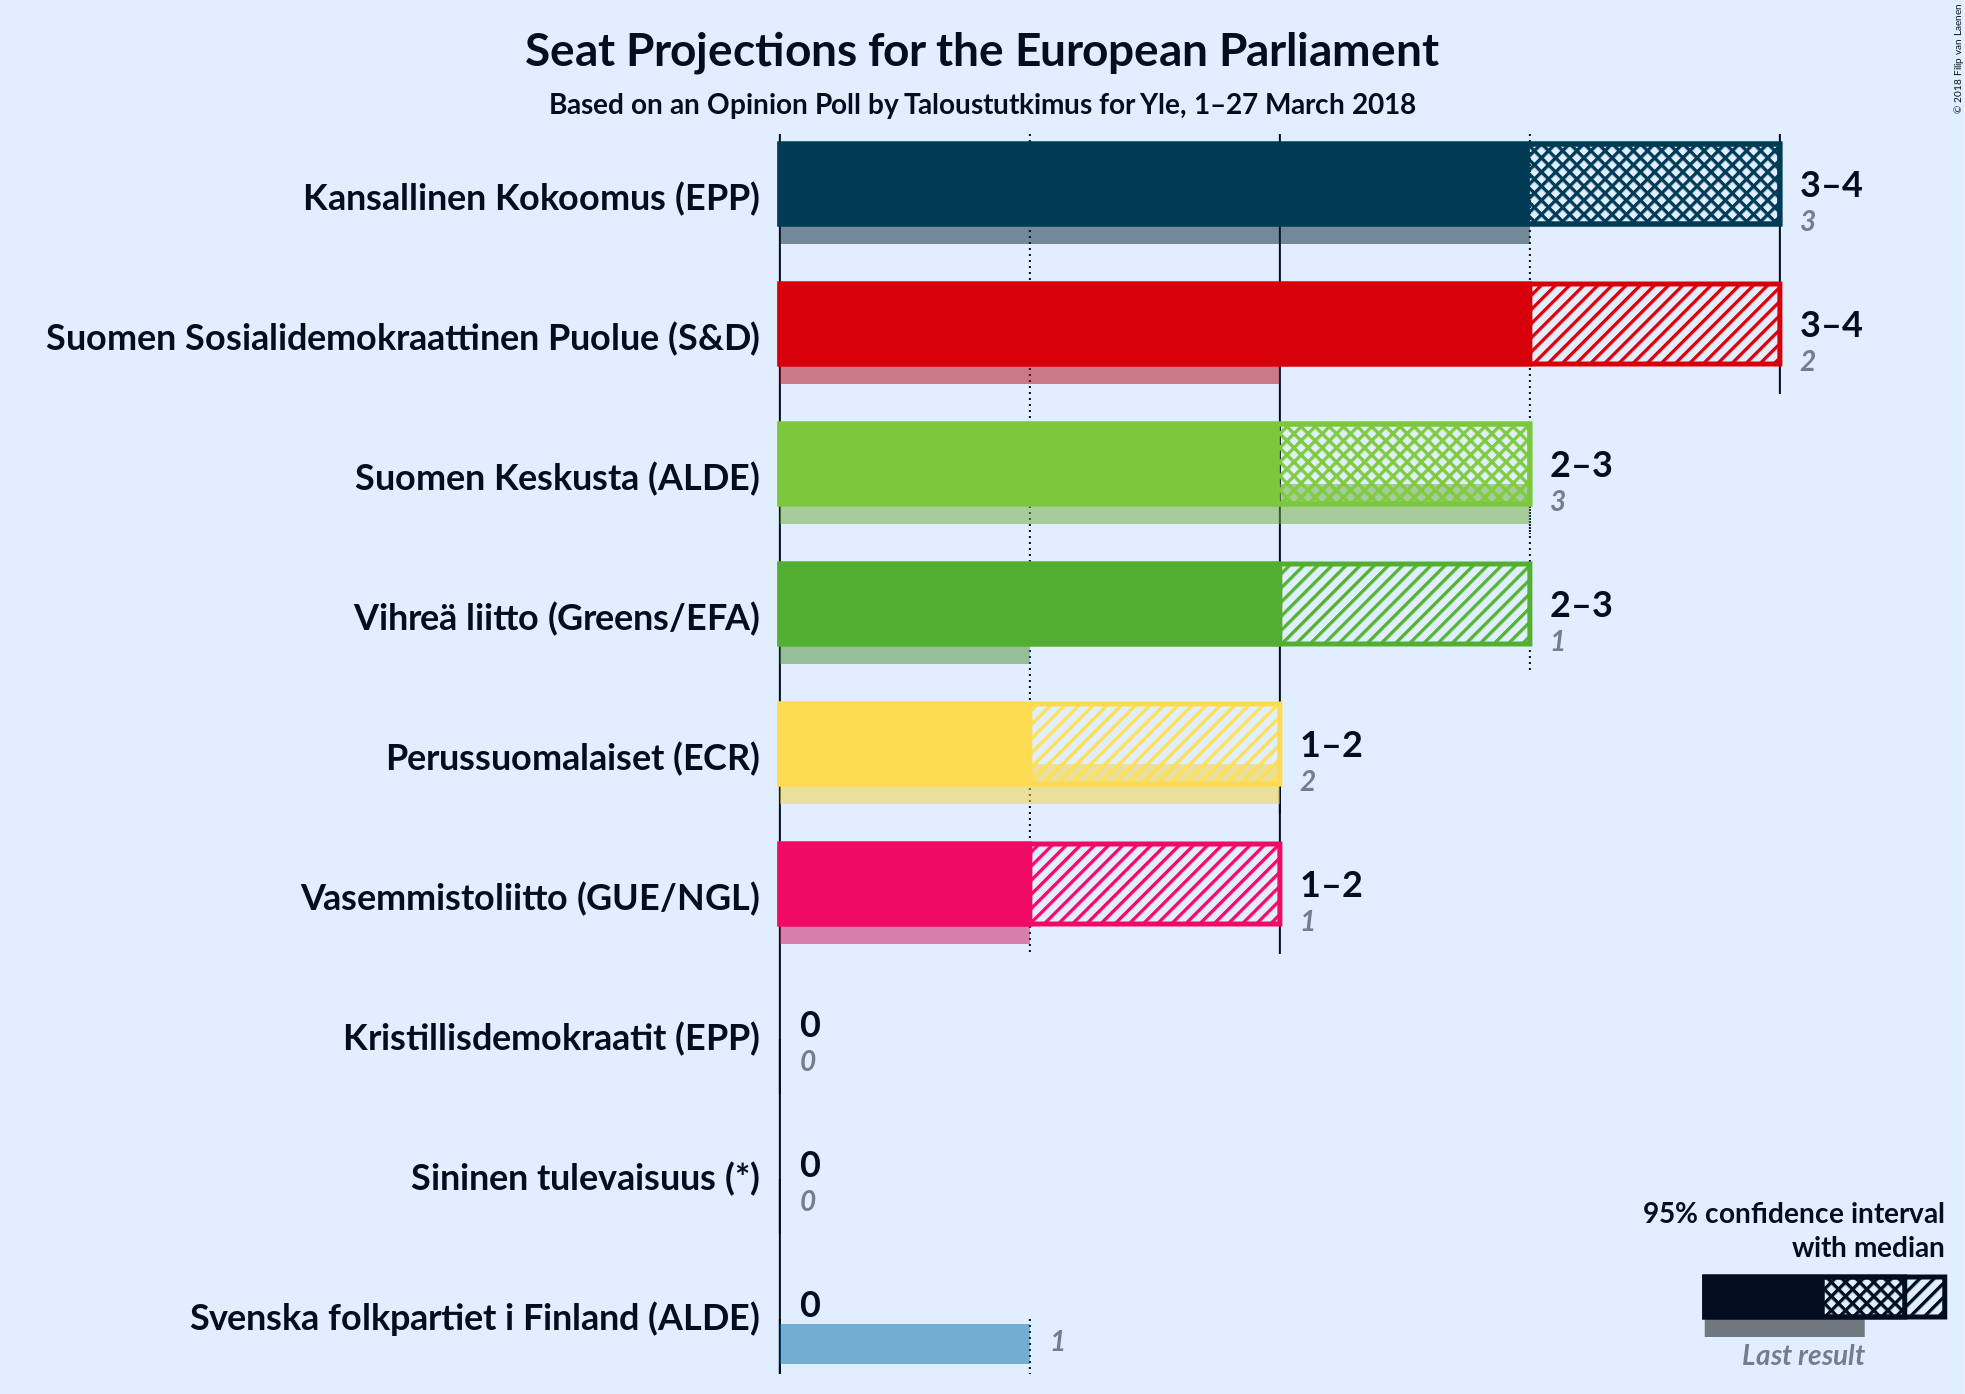 Seat Projections for the European Parliament
Based on an Opinion Poll by Taloustutkimus for Yle, 1–27 March 2018
© 2018 Filip van Laenen
Kansallinen Kokoomus (EPP)
3–4
3
Suomen Sosialidemokraattinen Puolue (S&D)
3–4
2
Suomen Keskusta (ALDE)
2–3
3
Vihreä liitto (Greens/EFA)
2–3
1
Perussuomalaiset (ECR)
1–2
2
Vasemmistoliitto (GUE/NGL)
1–2
1
Kristillisdemokraatit (EPP)
0
0
Sininen tulevaisuus (*)
0
0
Svenska folkpartiet i Finland (ALDE)
0
1
95% confidence interval
with median
Last result